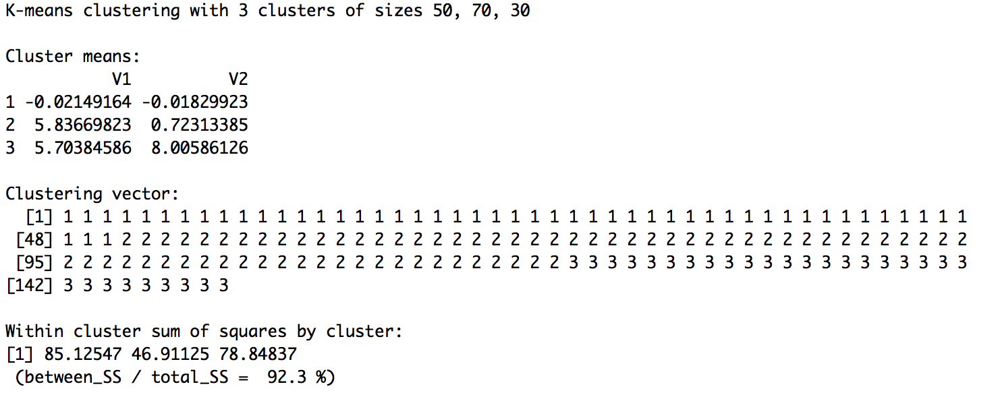 K-means clustering with 3 clusters of sizes 50, 70, 30
Cluster means:
V1 V2
1 -0.02149164 -0.01829923
2 5.83669823 0.72313385
3 5.70384586 8.00586126
Clustering vector:
[1] 1 1 1 1 1 1 1 1 1 1 1 1 1 1 1 1 1 1 1 1 1 1 1 1 1 1 1 1 1 1 1 1 1 1 1 1 1 1 1 1 1 1 1 1 1 1 1
[48] 1 1 1 2 2 2 2 2 2 2 2 2 2 2 2 2 2 2 2 2 2 2 2 2 2 2 2 2 2 2 2 2 2 2 2 2 2 2 2 2 2 2 2 2 2 2 2
[95] 2 2 2 2 2 2 2 2 2 2 2 2 2 2 2 2 2 2 2 2 2 2 2 2 2 2 3 3 3 3 3 3 3 3 3 3 3 3 3 3 3 3 3 3 3 3 3
[142] 3 3 3 3 3 3 3 3 3
Within cluster sum of squares by cluster:
[1] 85.12547 46.91125 78.84837
(between_SS / total_SS = 92.3 %)